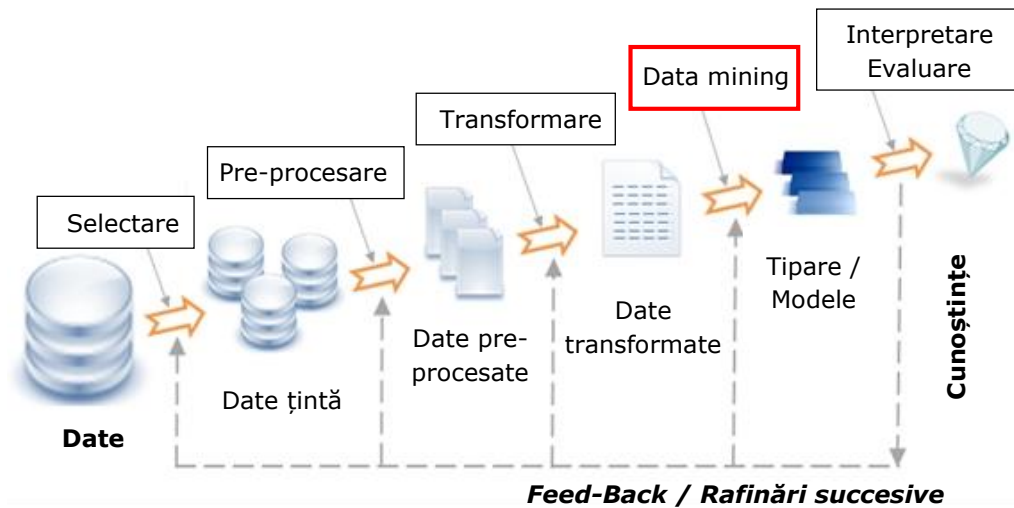 Interpretare
Evaluare
Data mining
Transformare
Pre-procesare
Selectare
Tipare /
Modele
Date
transformate
Date pre-
procesate
Date țintă
Date
Cunoștințe
Feed-Back / Rafinări succesive